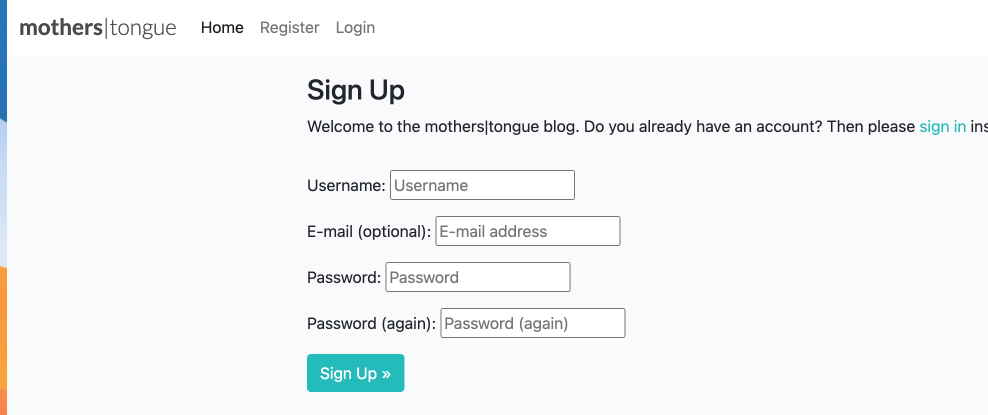 mothers|tongue Home Register Login
Sign Up
Welcome to the mothers|tongue blog. Do you already have an account? Then please sign in
Username: Username
E-mail (optional): E-mail address
Password: Password
Password (again): Password (again)
Sign Up »